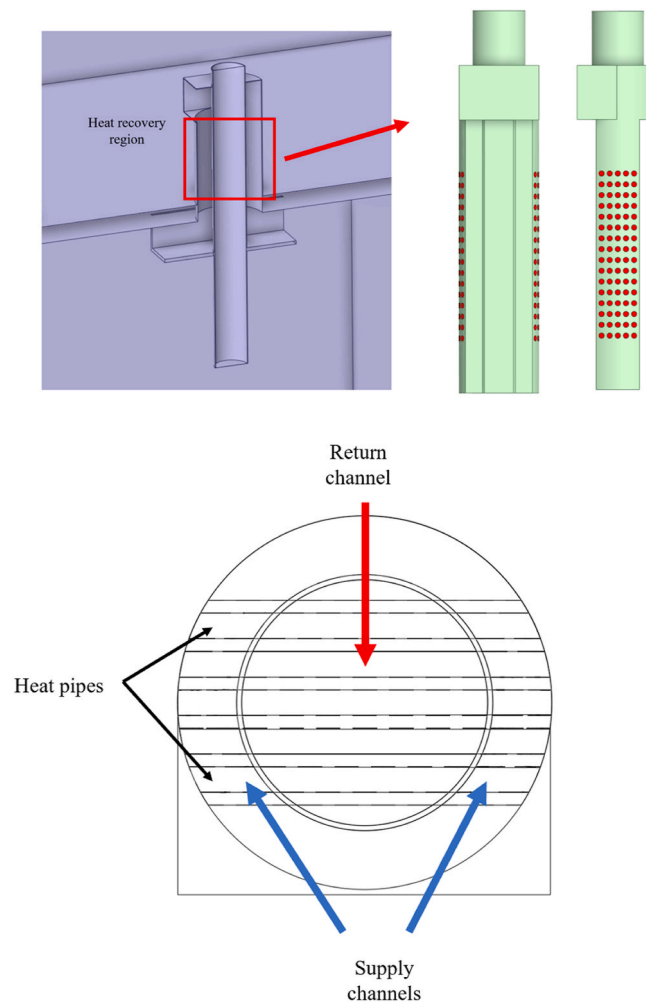 Heat recovery
region
Return
channel
Heat pipes
Supply
channels